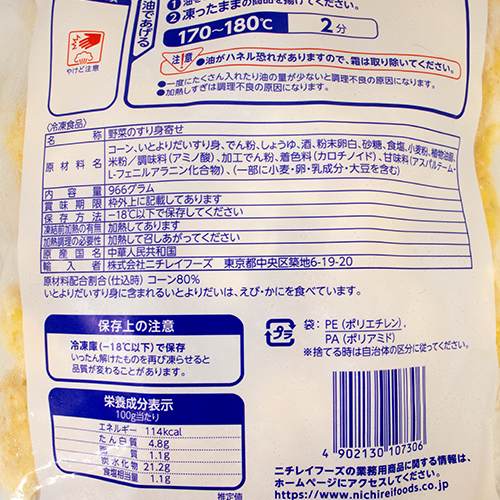 油であげる
②凍ったままの商品を揚げてください。
170〜180℃ 2分
やけど注意
注意
●油がハネル恐れがありますので、霜は取り除いてください。
●一度にたくさん入れたり油の量が少ないと調理不良の原因になります。
●加熱しすぎは調理不良の原因になります。
〈冷凍食品〉
名称 野菜のすり身寄せ
原材料名 コーン、いとよりだいすり身、でん粉、しょうゆ、酒、粉末卵白、砂糖、食塩、小麦粉、植物油脂、
米粉／調味料（アミノ酸）、加工でん粉、着色料（カロチノイド）、甘味料（アスパルテーム・
L-フェニルアラニン化合物）、（一部に小麦・卵・乳成分・大豆を含む）
内容量 966グラム
賞味期限 枠外上に記載してあります
保存方法 −18℃以下で保存してください
凍結前加熱の有無 加熱してあります
加熱調理の必要性 加熱して召しあがってください
原産国名 中華人民共和国
輸入者 株式会社ニチレイフーズ 東京都中央区築地6-19-20
原材料配合割合（仕込時）コーン80%
いとよりだいすり身に含まれるいとよりだいは、えび・かにを食べています。
保存上の注意
冷凍庫（−18℃以下）で保存
いったん解けたものを再び凍らせると
品質が変わることがあります。
プラ
袋：PE（ポリエチレン）、
PA（ポリアミド）
※捨てる時は自治体の区分に従ってください。
栄養成分表示
100g当たり
エネルギー 114kcal
たん白質 4.8g
脂質 1.1g
炭水化物 21.2g
食塩相当量 1.1g
推定値
4902130107306
ニチレイフーズの業務用商品に関する情報は、
ホームページにアクセスしてください。
https://www.nichireifoods.co.jp